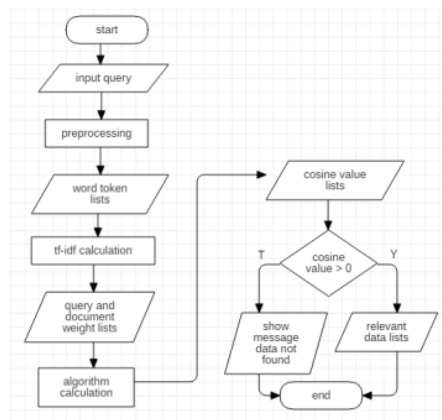 start
input query
preprocessing
word token
lists
tf-idf calculation
query and
document
weight lists
algorithm
calculation
cosine value
lists
cosine
value > 0
T
Y
show
message
data not
found
relevant
data lists
end